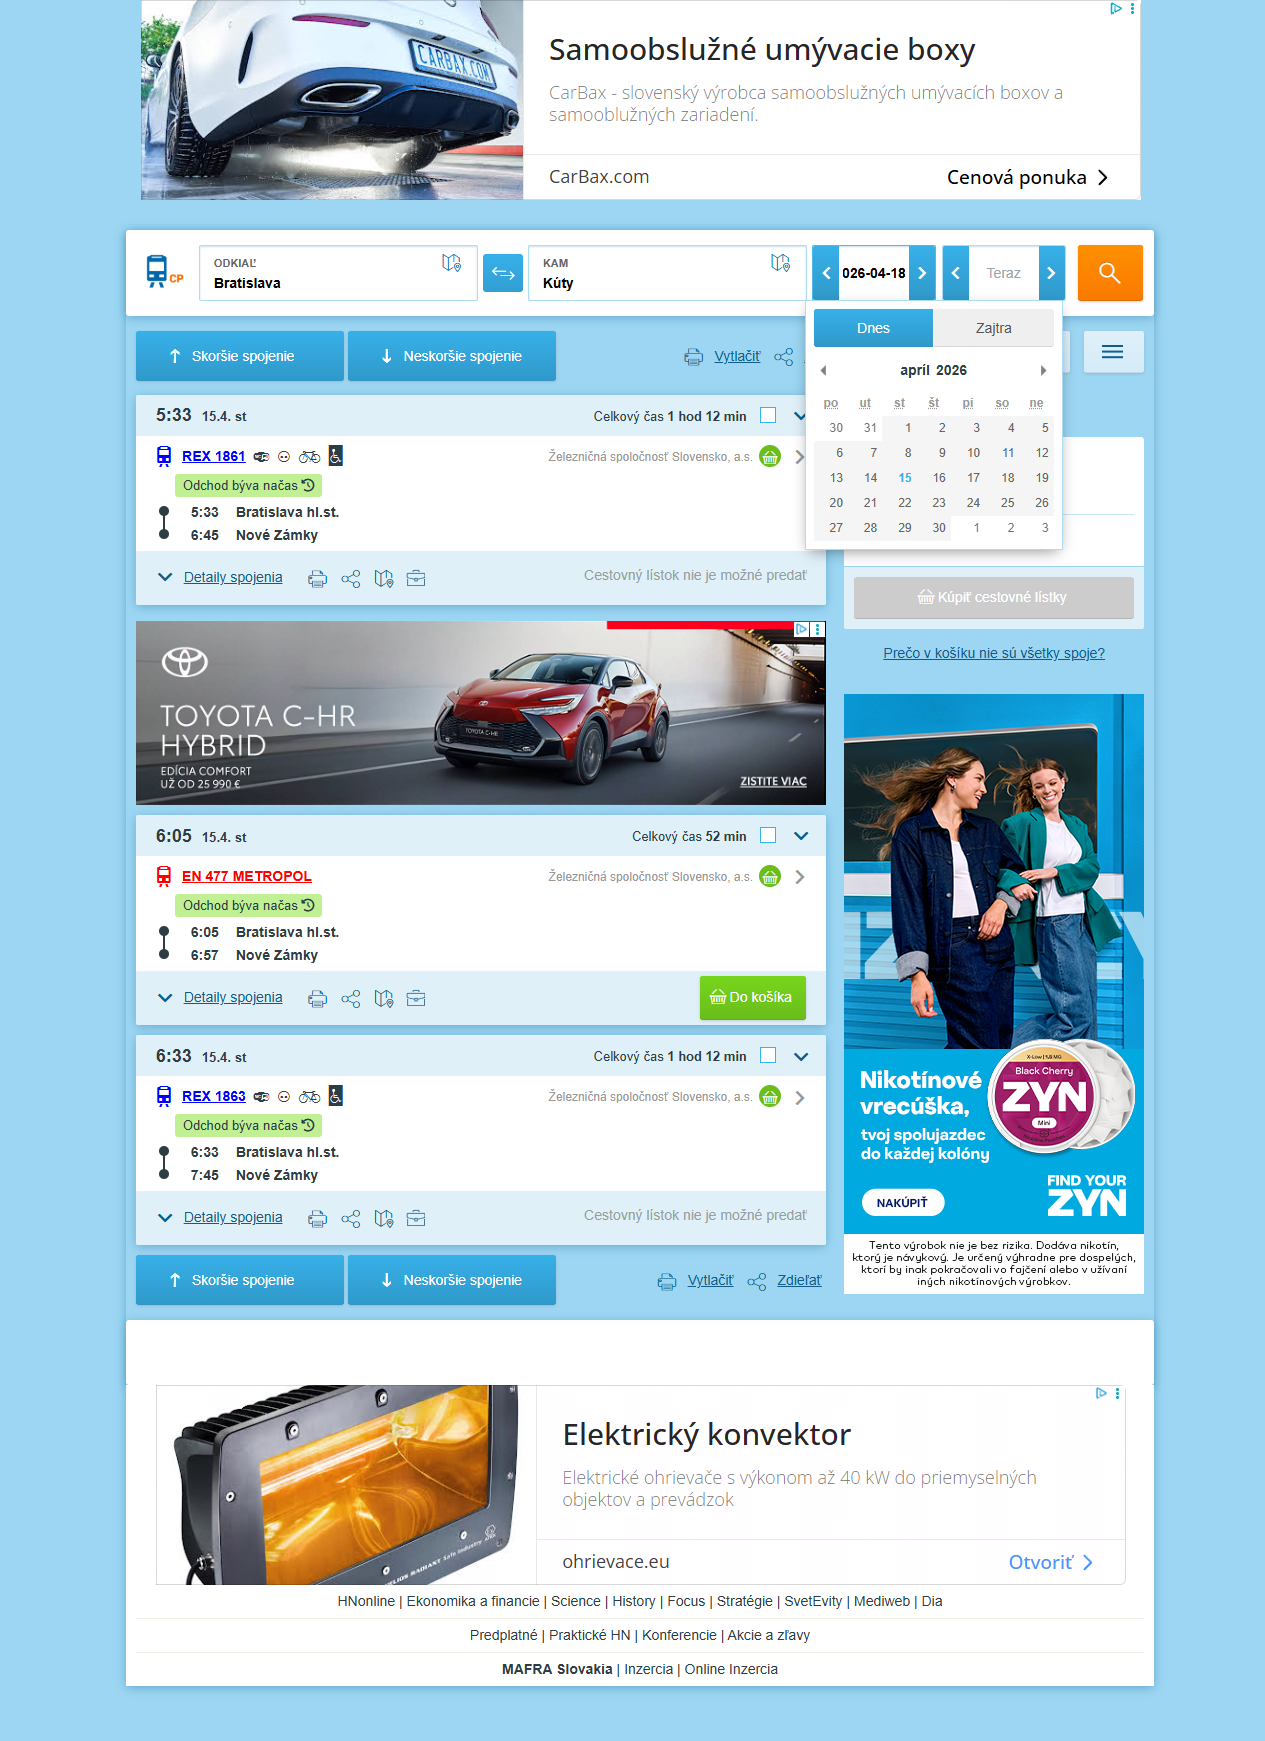 CARBAX.COM
Samoobslužné umývacie boxy
CarBax - slovenský výrobca samoobslužných umývacích boxov a
samooblužných zariadení.
CarBax.com
Cenová ponuka
CP
ODKIAĽ
Bratislava
KAM
Kúty
026-04-18
Teraz
Skoršie spojenie
Neskoršie spojenie
Vytlačiť
Dnes
Zajtra
apríl 2026
po ut st št pi so ne
30 31 1 2 3 4 5
6 7 8 9 10 11 12
13 14 15 16 17 18 19
20 21 22 23 24 25 26
27 28 29 30 1 2 3
5:33 15.4. st
Celkový čas 1 hod 12 min
REX 1861
Železničná spoločnosť Slovensko, a.s.
Odchod býva načas
5:33 Bratislava hl.st.
6:45 Nové Zámky
Detaily spojenia
Cestovný lístok nie je možné predať
Kúpiť cestovné lístky
Prečo v košíku nie sú všetky spoje?
TOYOTA C-HR
HYBRID
EDÍCIA COMFORT
UŽ OD 25 990 €
TOYOTA C-HR
ZISTITE VIAC
6:05 15.4. st
Celkový čas 52 min
EN 477 METROPOL
Železničná spoločnosť Slovensko, a.s.
Odchod býva načas
6:05 Bratislava hl.st.
6:57 Nové Zámky
Detaily spojenia
Do košíka
6:33 15.4. st
Celkový čas 1 hod 12 min
REX 1863
Železničná spoločnosť Slovensko, a.s.
Odchod býva načas
6:33 Bratislava hl.st.
7:45 Nové Zámky
Detaily spojenia
Cestovný lístok nie je možné predať
Skoršie spojenie
Neskoršie spojenie
Vytlačiť
Zdieľať
Nikotínové
vrecúška,
tvoj spolujazdec
do každej kolóny
X-Low | 1,5 MG
Black Cherry
ZYN
Mini
NAKÚPIŤ
FIND YOUR
ZYN
Tento výrobok nie je bez rizika. Dodáva nikotín,
ktorý je návykový. Je určený výhradne pre dospelých,
ktorí by inak pokračovali vo fajčení alebo v užívaní
iných nikotínových výrobkov.
HELIOS RADIANT Safe Industry
Elektrický konvektor
Elektrické ohrievače s výkonom až 40 kW do priemyselných
objektov a prevádzok
ohrievace.eu
Otvoriť
HNonline | Ekonomika a financie | Science | History | Focus | Stratégie | SvetEvity | Mediweb | Dia
Predplatné | Praktické HN | Konferencie | Akcie a zľavy
MAFRA Slovakia | Inzercia | Online Inzercia